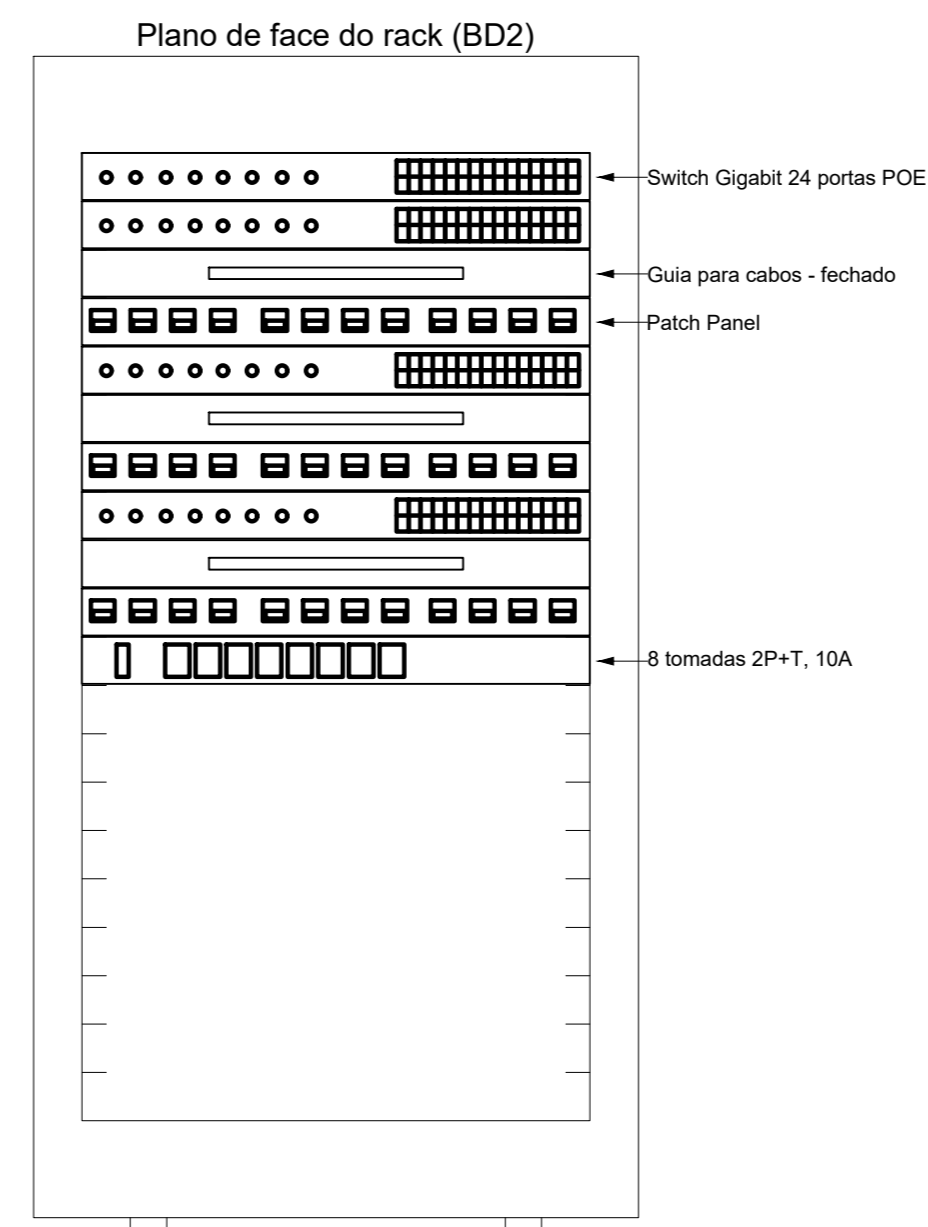 Plano de face do rack (BD2)
Switch Gigabit 24 portas POE
Guia para cabos - fechado
Patch Panel
8 tomadas 2P+T, 10A